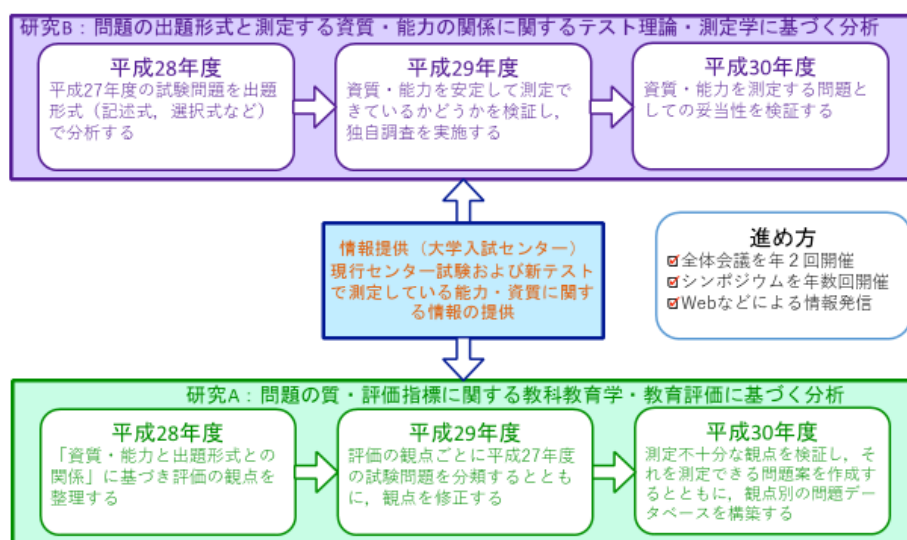 研究B：問題の出題形式と測定する資質・能力の関係に関するテスト理論・測定学に基づく分析
平成28年度
平成27年度の試験問題を出題
形式（記述式，選択式など）
で分析する
平成29年度
資質・能力を安定して測定で
きているかどうかを検証し，
独自調査を実施する
平成30年度
資質・能力を測定する問題と
しての妥当性を検証する
情報提供（大学入試センター）
現行センター試験および新テスト
で測定している能力・資質に関す
る情報の提供
進め方
全体会議を年２回開催
シンポジウムを年数回開催
Webなどによる情報発信
研究A：問題の質・評価指標に関する教科教育学・教育評価に基づく分析
平成28年度
「資質・能力と出題形式との
関係」に基づき評価の観点を
整理する
平成29年度
評価の観点ごとに平成27年度
の試験問題を分類するととも
に，観点を修正する
平成30年度
測定不十分な観点を検証し，そ
れを測定できる問題案を作成す
るとともに，観点別の問題デー
タベースを構築する